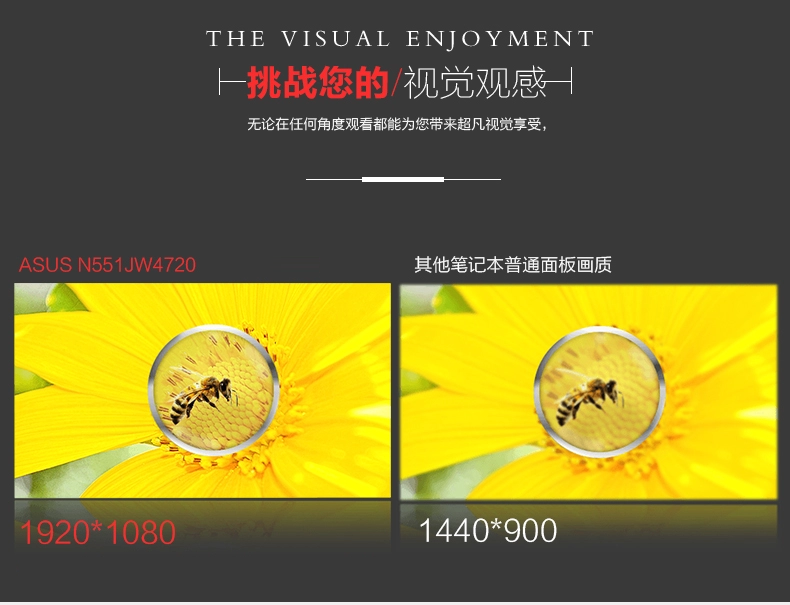 THE VISUAL ENJOYMENT
挑战您的/视觉观感
无论在任何角度观看都能为您带来超凡视觉享受，
ASUS N551JW4720
其他笔记本普通面板画质
1920*1080
1440*900